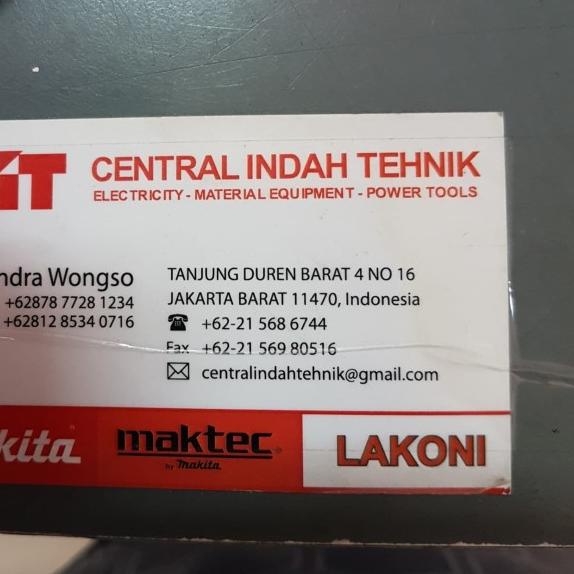 CENTRAL INDAH TEHNIK
ELECTRICITY - MATERIAL EQUIPMENT - POWER TOOLS
Wongso
+62878 7728 1234
+62812 8534 0716
TANJUNG DUREN BARAT 4 NO 16
JAKARTA BARAT 11470, Indonesia
+62-21 568 6744
Fax +62-21 569 80516
centralindahtehnik@gmail.com
maktec
by makita
LAKONI